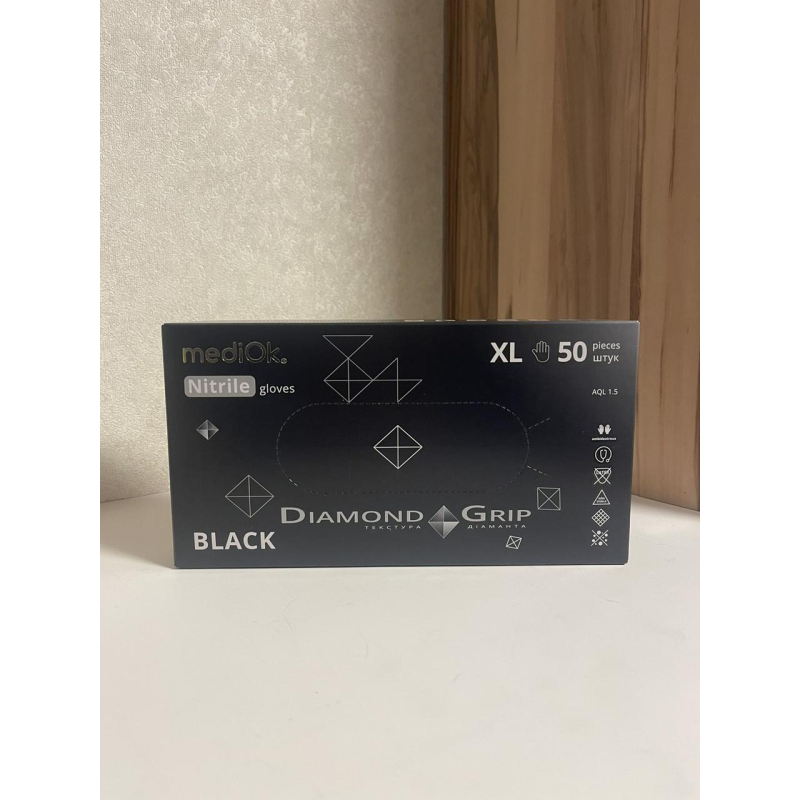 mediOk®
Nitrile gloves
XL 50 pieces
штук
AQL 1.5
DIAMOND GRIP
ТЕКСТУРА ДІАМАНТА
BLACK